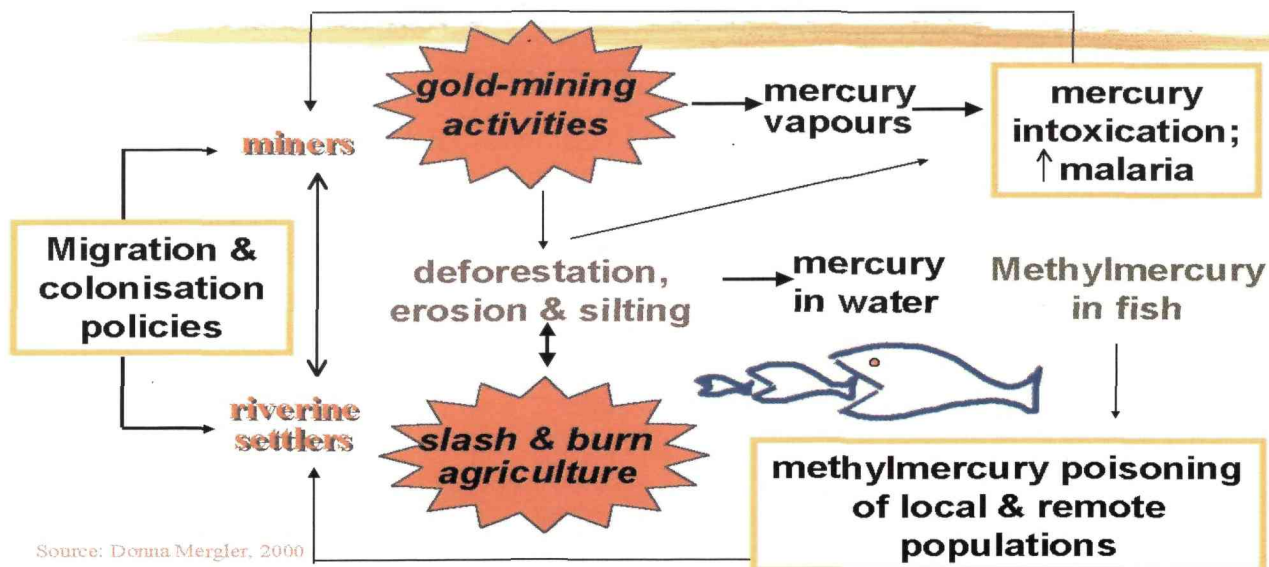 gold-mining
activities
mercury
vapours
mercury
intoxication;
↑ malaria
miners
Migration &
colonisation
policies
deforestation,
erosion & silting
mercury
in water
Methylmercury
in fish
riverine
settlers
slash & burn
agriculture
methylmercury poisoning
of local & remote
populations
Source: Donna Mergler, 2000